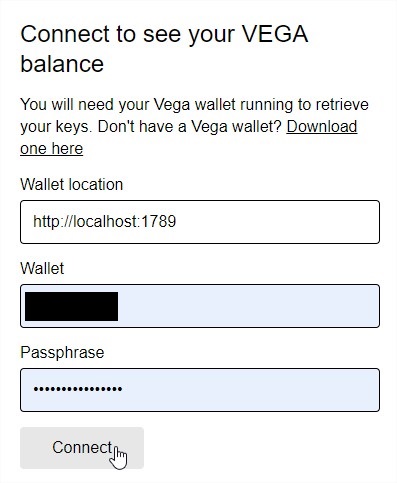 Connect to see your VEGA
balance
You will need your Vega wallet running to retrieve
your keys. Don't have a Vega wallet? Download
one here
Wallet location
http://localhost:1789
Wallet
Passphrase
••••••••••••••••
Connect